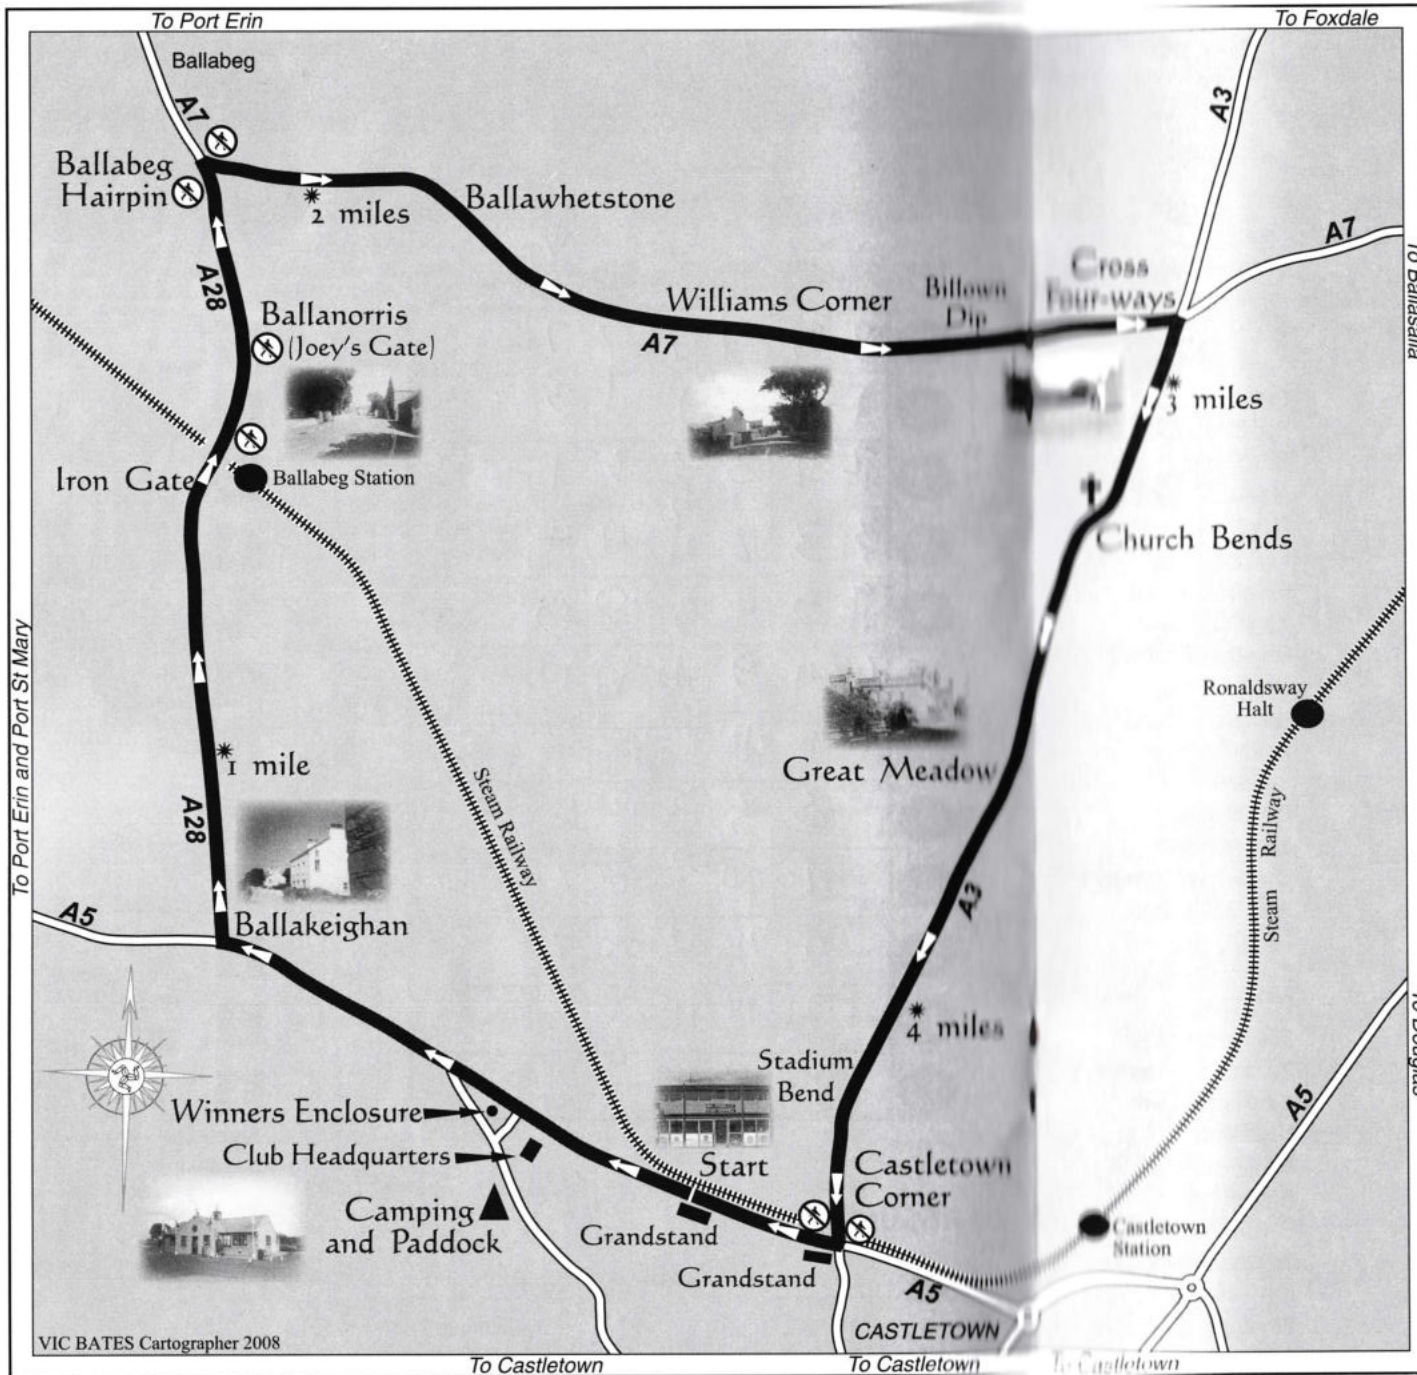 To Port Erin
To Foxdale
Ballabeg
A7
A3
Ballabeg
Hairpin
*2 miles
Ballawhetstone
A7
To Ballasalla
A28
Ballanorris
(Joey's Gate)
Williams Corner
A7
Billown
Dip
Cross
Four=ways
*3 miles
Iron Gate
Ballabeg Station
Church Bends
To Port Erin and Port St Mary
Ronaldsway
Halt
Great Meadow
*1 mile
A28
Steam Railway
Steam Railway
A3
A5
Ballakeighan
*4 miles
To Douglas
Stadium
Bend
A5
Winners Enclosure
Club Headquarters
Start
Castletown
Corner
Camping
and Paddock
Grandstand
Grandstand
Castletown
Station
A5
CASTLETOWN
VIC BATES Cartographer 2008
To Castletown
To Castletown
To Castletown